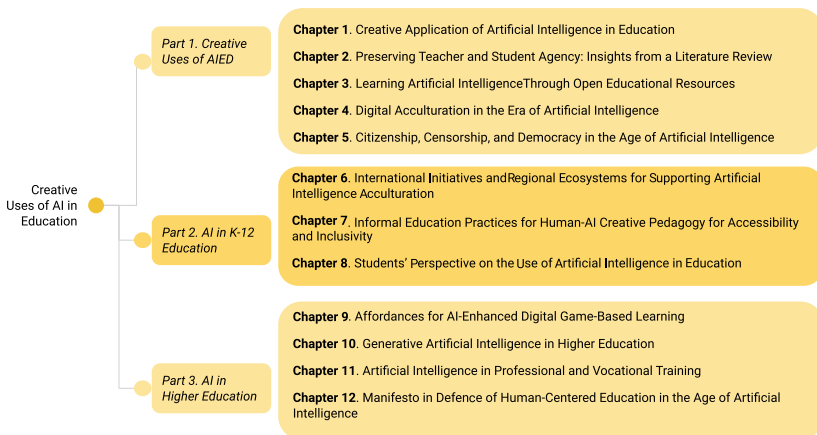 Creative
Uses of AI in
Education
Part 1. Creative
Uses of AIED
Chapter 1. Creative Application of Artificial Intelligence in Education
Chapter 2. Preserving Teacher and Student Agency: Insights from a Literature Review
Chapter 3. Learning Artificial IntelligenceThrough Open Educational Resources
Chapter 4. Digital Acculturation in the Era of Artificial Intelligence
Chapter 5. Citizenship, Censorship, and Democracy in the Age of Artificial Intelligence
Part 2. AI in K-12
Education
Chapter 6. International Initiatives andRegional Ecosystems for Supporting Artificial
Intelligence Acculturation
Chapter 7. Informal Education Practices for Human-AI Creative Pedagogy for Accessibility
and Inclusivity
Chapter 8. Students’ Perspective on the Use of Artificial Intelligence in Education
Part 3. AI in
Higher Education
Chapter 9. Affordances for AI-Enhanced Digital Game-Based Learning
Chapter 10. Generative Artificial Intelligence in Higher Education
Chapter 11. Artificial Intelligence in Professional and Vocational Training
Chapter 12. Manifesto in Defence of Human-Centered Education in the Age of Artificial
Intelligence